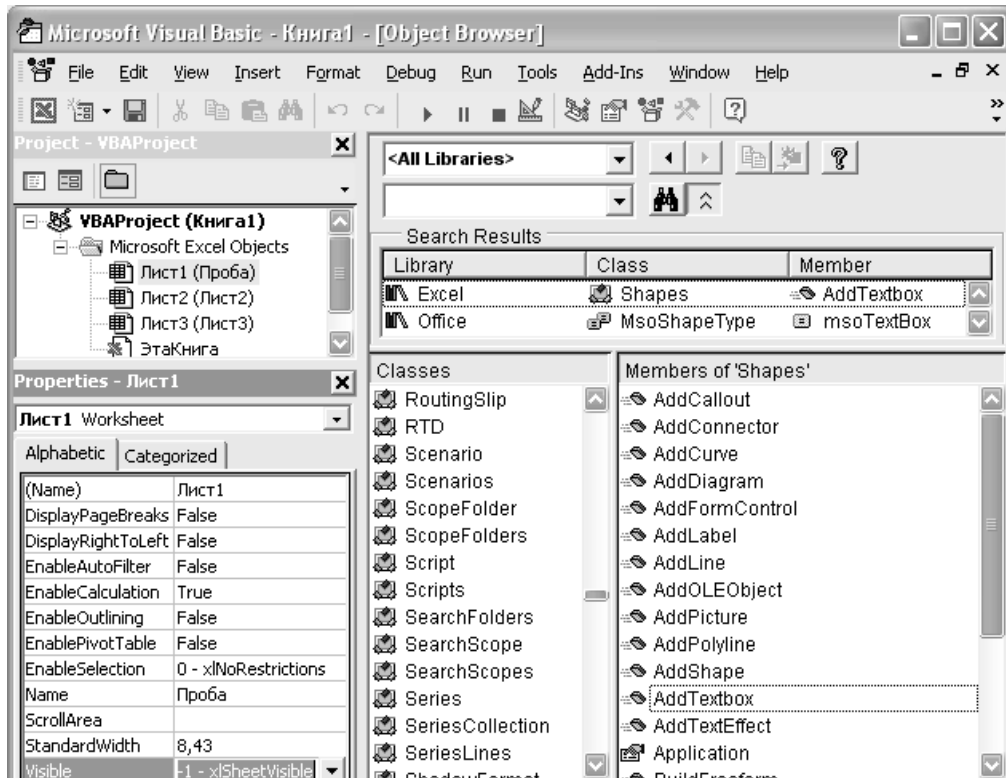 Microsoft Visual Basic - Книга1 - [Object Browser]
File Edit View Insert Format Debug Run Tools Add-Ins Window Help
Project - VBAProject
VBAProject (Книга1)
Microsoft Excel Objects
Лист1 (Проба)
Лист2 (Лист2)
Лист3 (Лист3)
ЭтаКнига
Properties - Лист1
Лист1 Worksheet
Alphabetic Categorized
(Name) Лист1
DisplayPageBreaks False
DisplayRightToLeft False
EnableAutoFilter False
EnableCalculation True
EnableOutlining False
EnablePivotTable False
EnableSelection 0 - xlNoRestrictions
Name Проба
ScrollArea
StandardWidth 8,43
Visible -1 - xlSheetVisible
<All Libraries>
Search Results
Library Class Member
Excel Shapes AddTextbox
Office MsoShapeType msoTextBox
Classes
RoutingSlip
RTD
Scenario
Scenarios
ScopeFolder
ScopeFolders
Script
Scripts
SearchFolders
SearchScope
SearchScopes
Series
SeriesCollection
SeriesLines
ShadowFormat
Members of 'Shapes'
AddCallout
AddConnector
AddCurve
AddDiagram
AddFormControl
AddLabel
AddLine
AddOLEObject
AddPicture
AddPolyline
AddShape
AddTextbox
AddTextEffect
Application
BuildFreeform